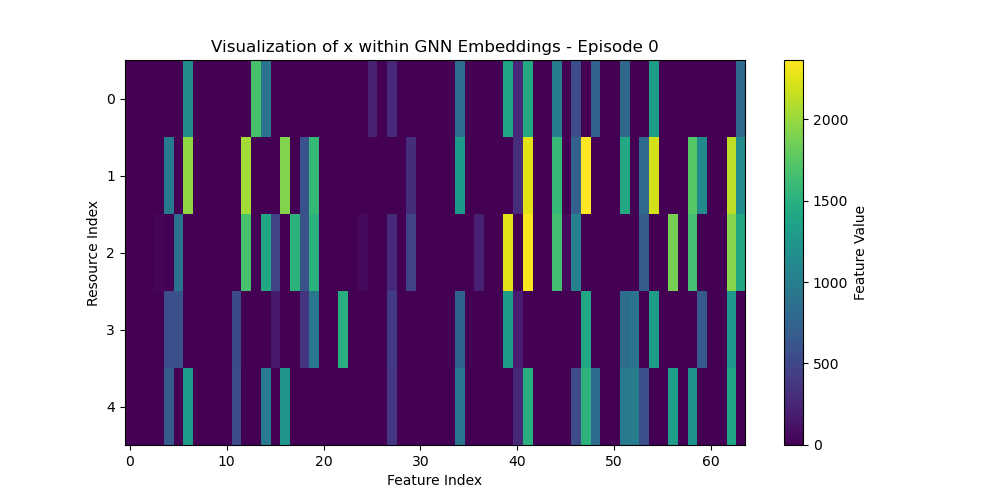 Visualization of x within GNN Embeddings - Episode 0
Resource Index
0
1
2
3
4
0 10 20 30 40 50 60
Feature Index
2000
1500
1000
500
0
Feature Value